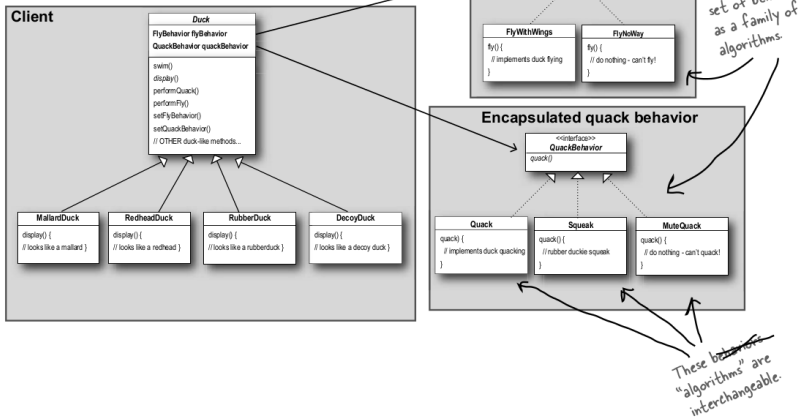 Client
Duck
FlyBehavior flyBehavior
QuackBehavior quackBehavior
swim()
display()
performQuack()
performFly()
setFlyBehavior()
setQuackBehavior()
// OTHER duck-like methods...
MallardDuck
display() {
// looks like a mallard }
RedheadDuck
display() {
// looks like a redhead }
RubberDuck
display() {
// looks like a rubberduck }
DecoyDuck
display() {
// looks like a decoy duck }
FlyWithWings
fly() {
// implements duck flying
}
FlyNoWay
fly() {
// do nothing - can't fly!
}
set of
as a family of
algorithms.
Encapsulated quack behavior
<<interface>>
QuackBehavior
quack()
Quack
quack) {
// implements duck quacking
}
Squeak
quack() {
// rubber duckie squeak
}
MuteQuack
quack() {
// do nothing - can't quack!
}
These behaviors
"algorithms" are
interchangeable.